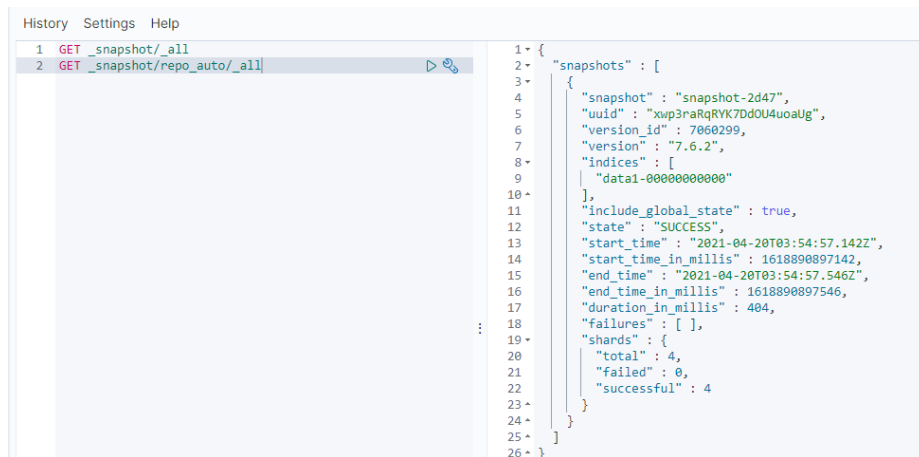 History Settings Help
1 GET _snapshot/_all
2 GET _snapshot/repo_auto/_all
1 {
2 "snapshots" : [
3 {
4 "snapshot" : "snapshot-2d47",
5 "uuid" : "xwp3raRqRYK7DdOU4uoaUg",
6 "version_id" : 7060299,
7 "version" : "7.6.2",
8 "indices" : [
9 "data1-00000000000"
10 ],
11 "include_global_state" : true,
12 "state" : "SUCCESS",
13 "start_time" : "2021-04-20T03:54:57.142Z",
14 "start_time_in_millis" : 1618890897142,
15 "end_time" : "2021-04-20T03:54:57.546Z",
16 "end_time_in_millis" : 1618890897546,
17 "duration_in_millis" : 404,
18 "failures" : [ ],
19 "shards" : {
20 "total" : 4,
21 "failed" : 0,
22 "successful" : 4
23 }
24 }
25 ]
26 }